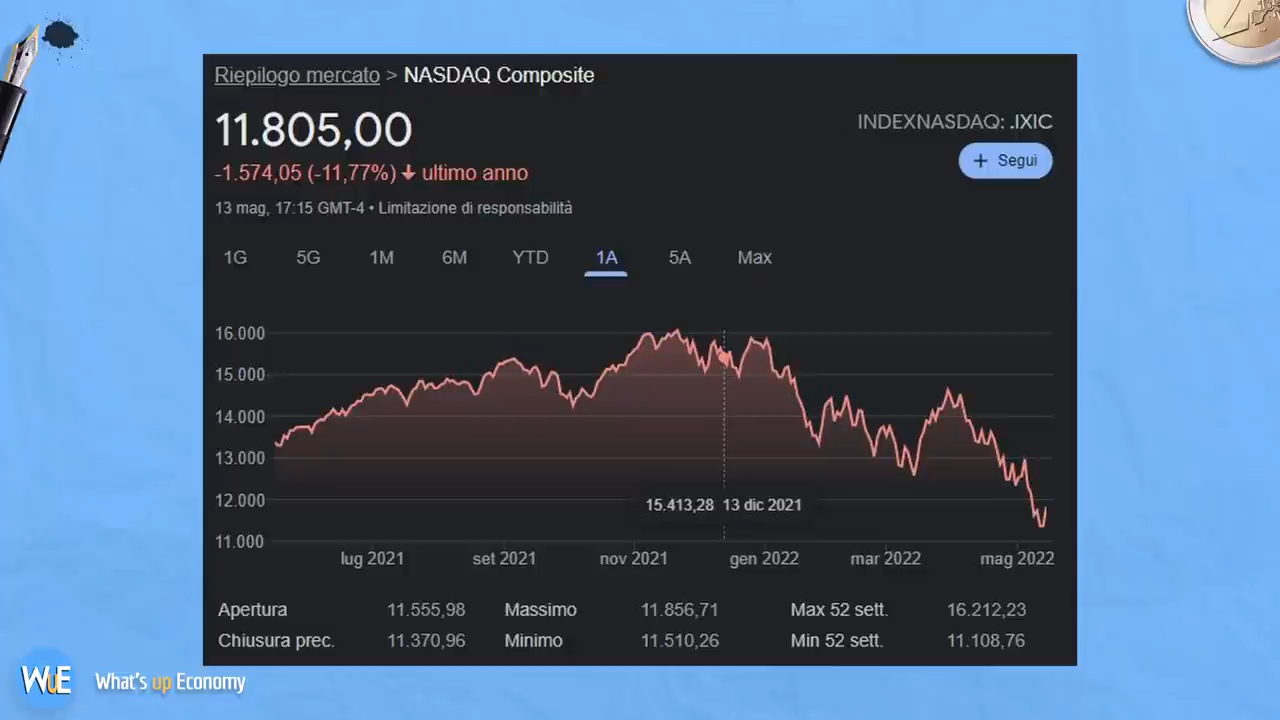 Riepilogo mercato > NASDAQ Composite
11.805,00
INDEXNASDAQ: .IXIC
-1.574,05 (-11,77%) ↓ ultimo anno
+ Segui
13 mag, 17:15 GMT-4 • Limitazione di responsabilità
1G 5G 1M 6M YTD 1A 5A Max
16.000
15.000
14.000
13.000
12.000
11.000
15.413,28 13 dic 2021
lug 2021 set 2021 nov 2021 gen 2022 mar 2022 mag 2022
Apertura 11.555,98 Massimo 11.856,71 Max 52 sett. 16.212,23
Chiusura prec. 11.370,96 Minimo 11.510,26 Min 52 sett. 11.108,76
WuE What's up Economy